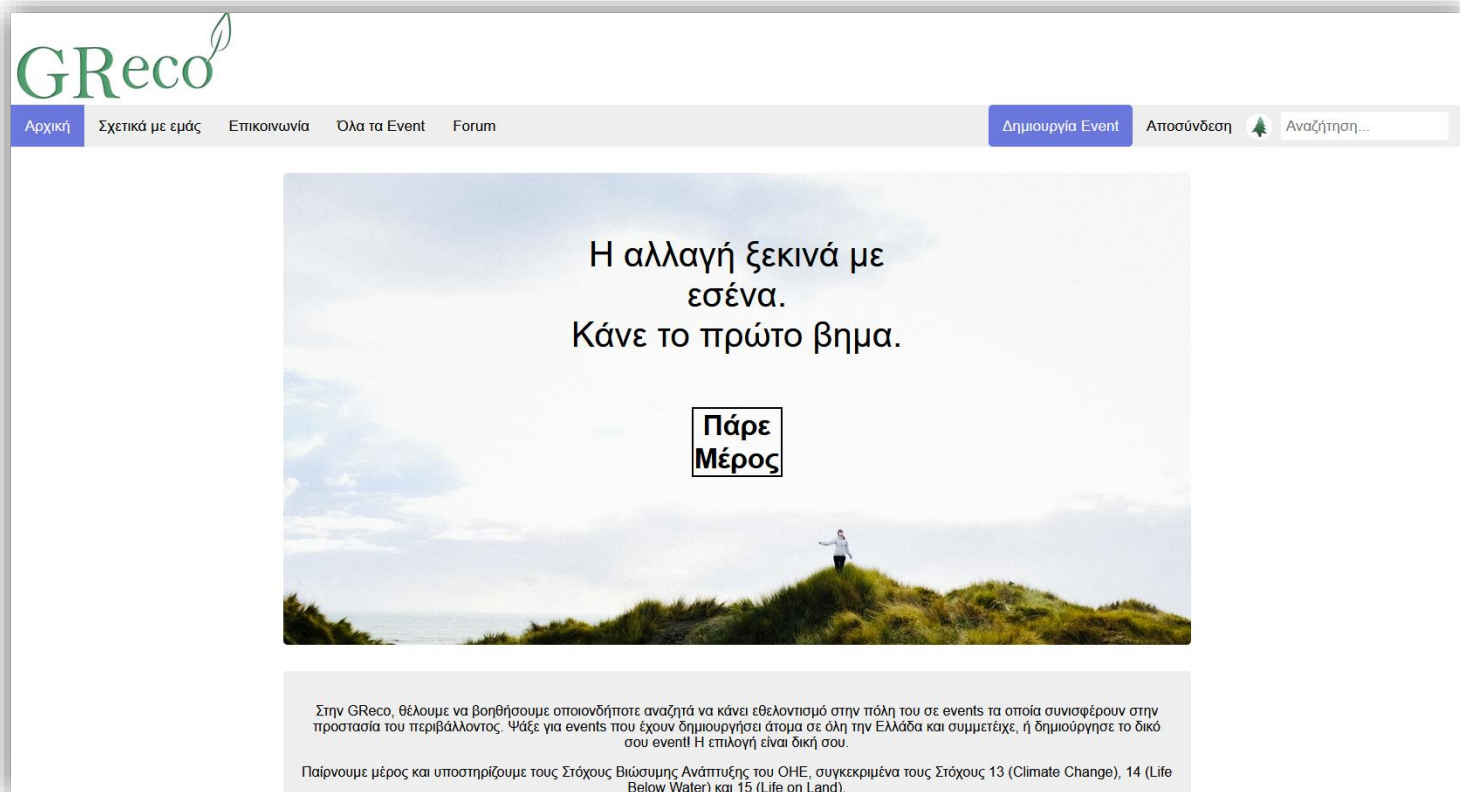 GReco
Αρχική Σχετικά με εμάς Επικοινωνία Όλα τα Event Forum Δημιουργία Event Αποσύνδεση Αναζήτηση...
Η αλλαγή ξεκινά με
εσένα.
Κάνε το πρώτο βημα.
Πάρε
Μέρος
Στην GReco, θέλουμε να βοηθήσουμε οποιονδήποτε αναζητά να κάνει εθελοντισμό στην πόλη του σε events τα οποία συνισφέρουν στην
προστασία του περιβάλλοντος. Ψάξε για events που έχουν δημιουργήσει άτομα σε όλη την Ελλάδα και συμμετέιχε, ή δημιούργησε το δικό
σου event! Η επιλογή είναι δική σου.
Παίρνουμε μέρος και υποστηρίζουμε τους Στόχους Βιώσυμης Ανάπτυξης του ΟΗΕ, συγκεκριμένα τους Στόχους 13 (Climate Change), 14 (Life
Below Water) και 15 (Life on Land).